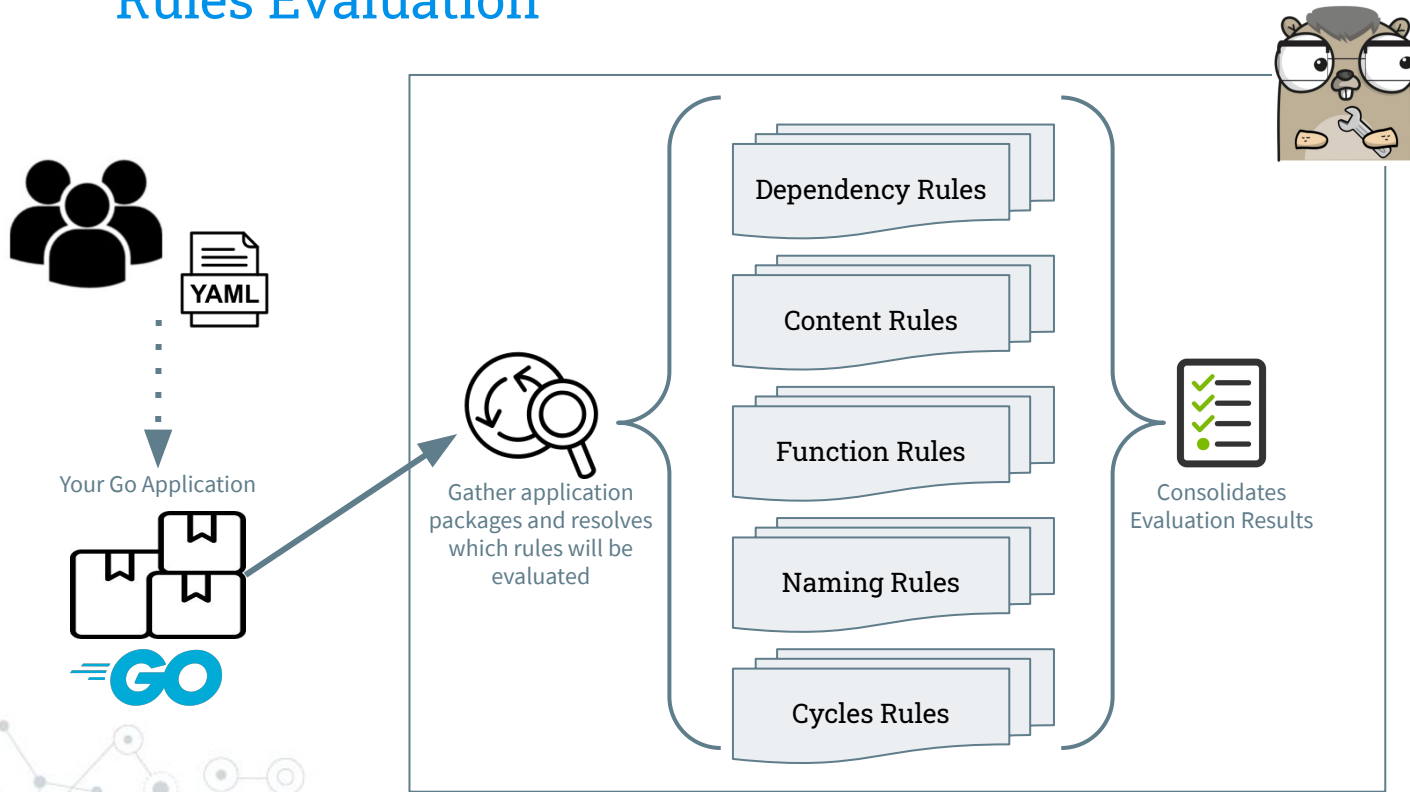 Rules Evaluation
YAML
Your Go Application
GO
Gather application
packages and resolves
which rules will be
evaluated
Dependency Rules
Content Rules
Function Rules
Naming Rules
Cycles Rules
Consolidates
Evaluation Results